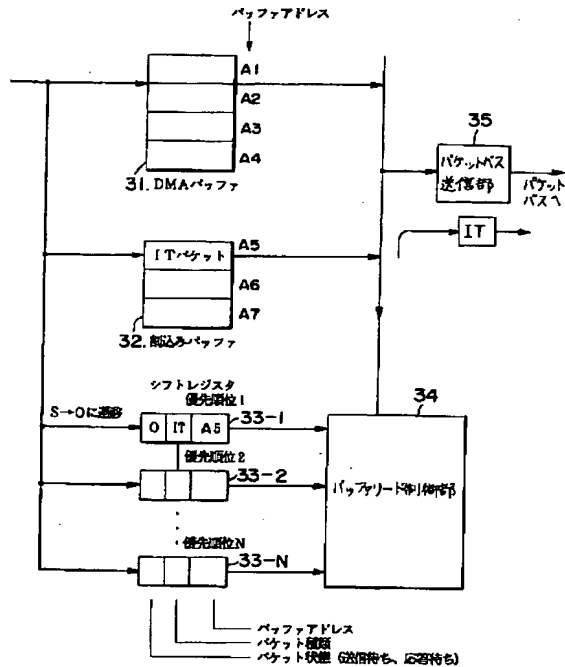 バッファアドレス
A1
A2
A3
A4
31. DMAバッファ
35
パケットバス
送信部
パケット
バスへ
IT
ITパケット
A5
A6
A7
32. 割込みバッファ
シフトレジスタ
優先順位1
S→Oに遷移
O IT A5
33-1
34
優先順位2
33-2
バッファリード制御部
優先順位N
33-N
バッファアドレス
パケット種類
パケット状態(送信待ち、応答待ち)